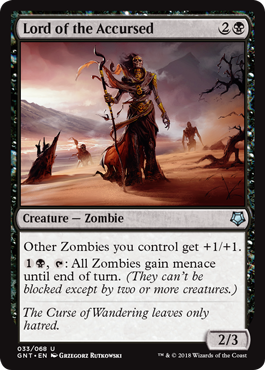 Lord of the Accursed 2
Creature — Zombie
Other Zombies you control get +1/+1.
1 , : All Zombies gain menace
until end of turn. (They can't be
blocked except by two or more creatures.)
The Curse of Wandering leaves only
hatred.
2/3
033/068 U
GNT • EN GRZEGORZ RUTKOWSKI ™ & © 2018 Wizards of the Coast